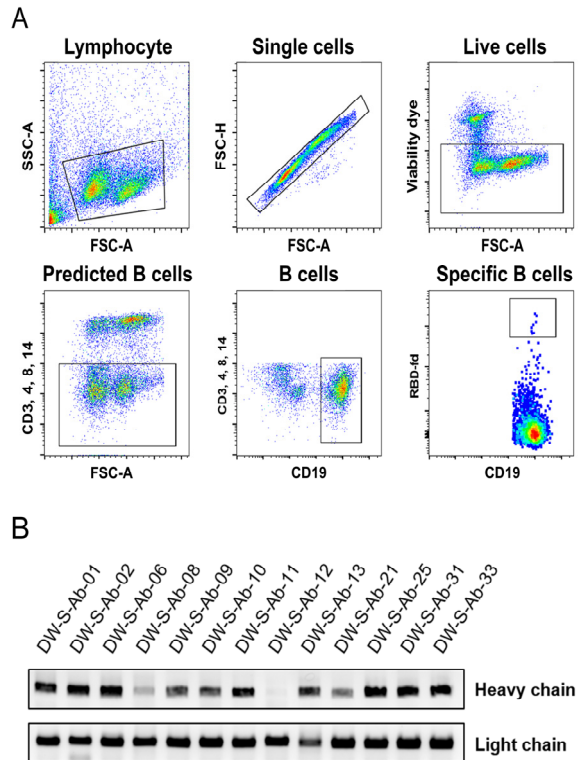 A
Lymphocyte
SSC-A
FSC-A
Single cells
FSC-H
FSC-A
Live cells
Viability dye
FSC-A
Predicted B cells
CD3, 4, 8, 14
FSC-A
B cells
CD3, 4, 8, 14
CD19
Specific B cells
RBD-fd
CD19
B
DW-S-Ab-01
DW-S-Ab-02
DW-S-Ab-06
DW-S-Ab-08
DW-S-Ab-09
DW-S-Ab-10
DW-S-Ab-11
DW-S-Ab-12
DW-S-Ab-13
DW-S-Ab-21
DW-S-Ab-25
DW-S-Ab-31
DW-S-Ab-33
Heavy chain
Light chain